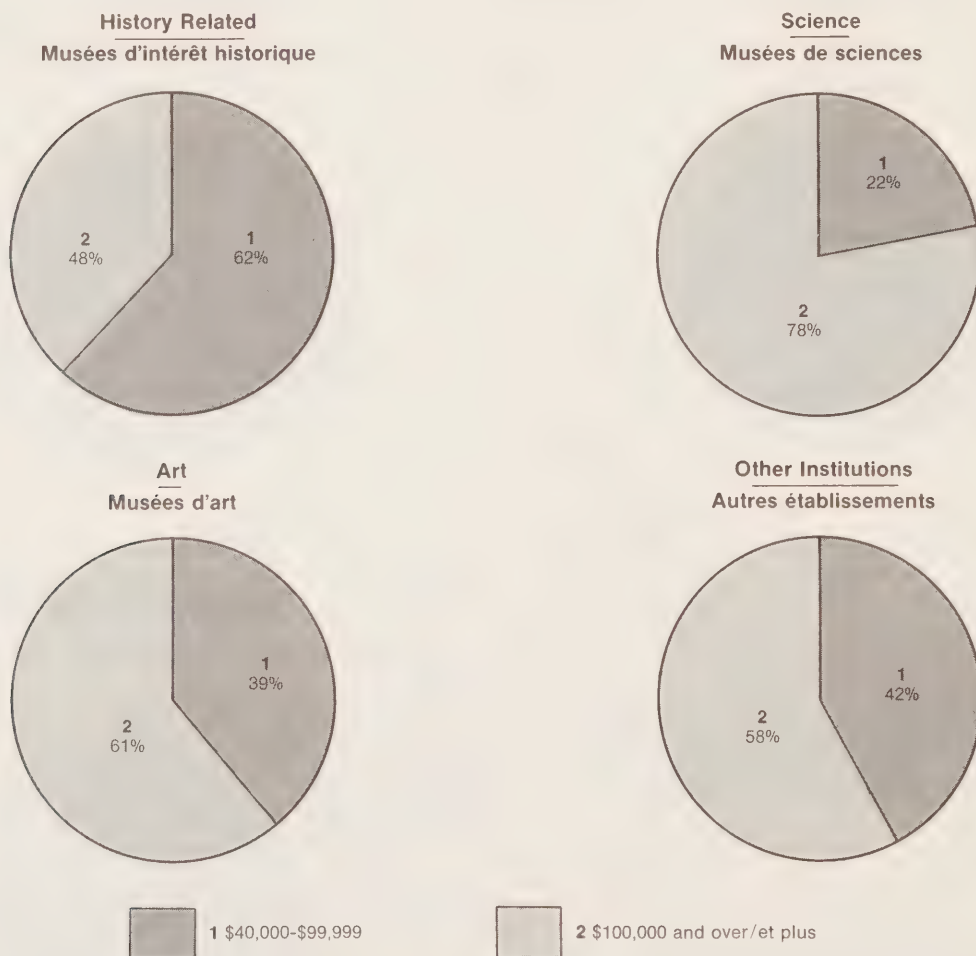 History Related
Musées d'intérêt historique
2
48%
1
62%
Science
Musées de sciences
1
22%
2
78%
Art
Musées d'art
1
39%
2
61%
Other Institutions
Autres établissements
1
42%
2
58%
1 $40,000-$99,999
2 $100,000 and over/et plus